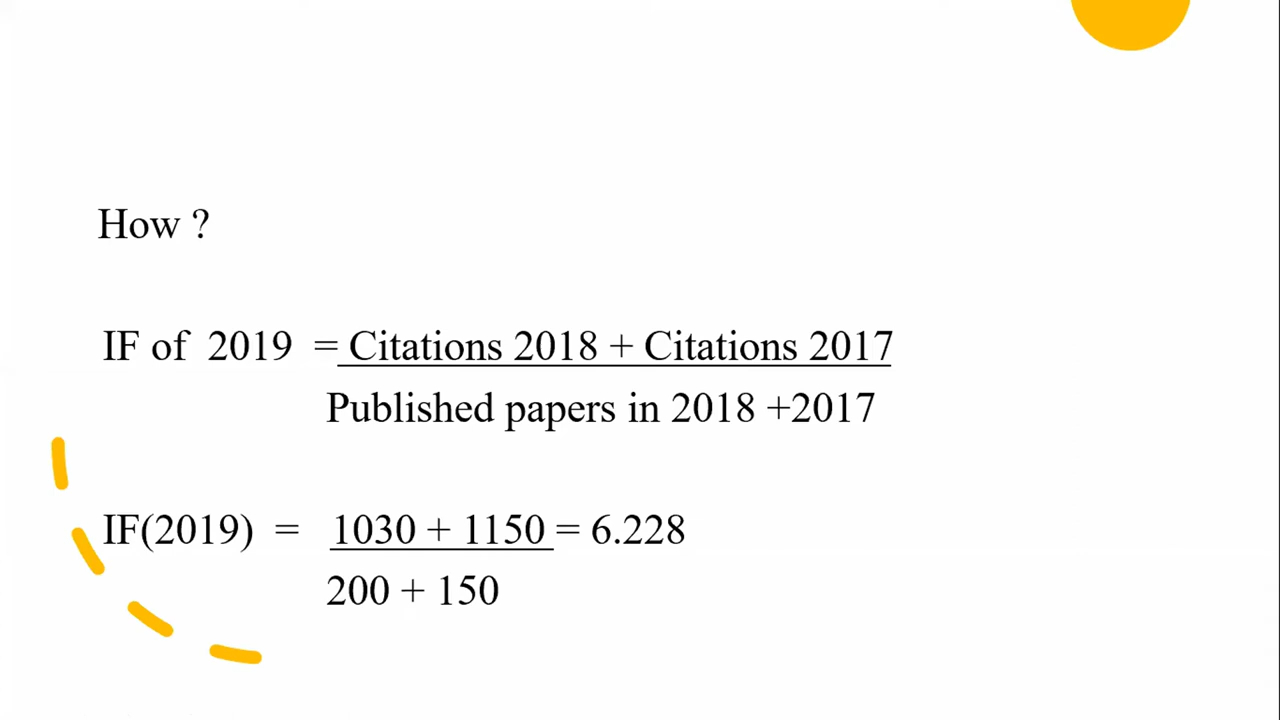 How ?
IF of 2019 = Citations 2018 + Citations 2017
Published papers in 2018 +2017
IF(2019) = 1030 + 1150 = 6.228
200 + 150